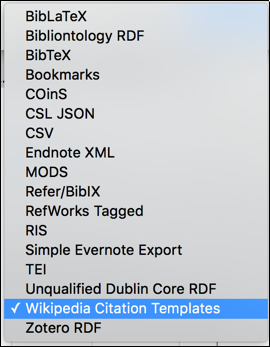 BibLaTeX
Bibliontology RDF
BibTeX
Bookmarks
COinS
CSL JSON
CSV
Endnote XML
MODS
Refer/BibIX
RefWorks Tagged
RIS
Simple Evernote Export
TEI
Unqualified Dublin Core RDF
✓ Wikipedia Citation Templates
Zotero RDF